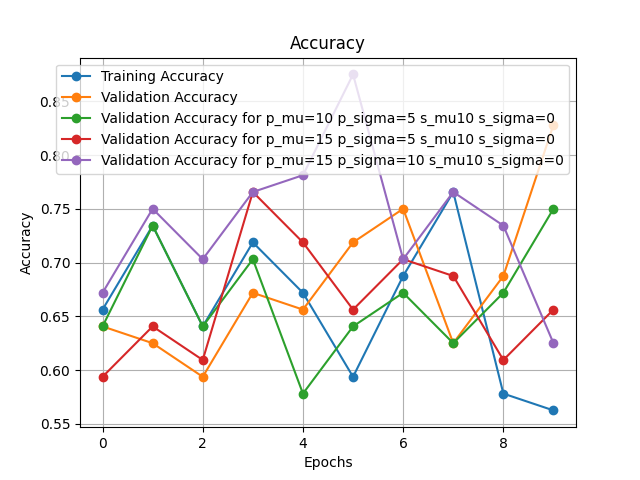 Accuracy
Training Accuracy
Validation Accuracy
Validation Accuracy for p_mu=10 p_sigma=5 s_mu10 s_sigma=0
Validation Accuracy for p_mu=15 p_sigma=5 s_mu10 s_sigma=0
Validation Accuracy for p_mu=15 p_sigma=10 s_mu10 s_sigma=0
0.85
0.80
0.75
0.70
0.65
0.60
0.55
Accuracy
0 2 4 6 8
Epochs